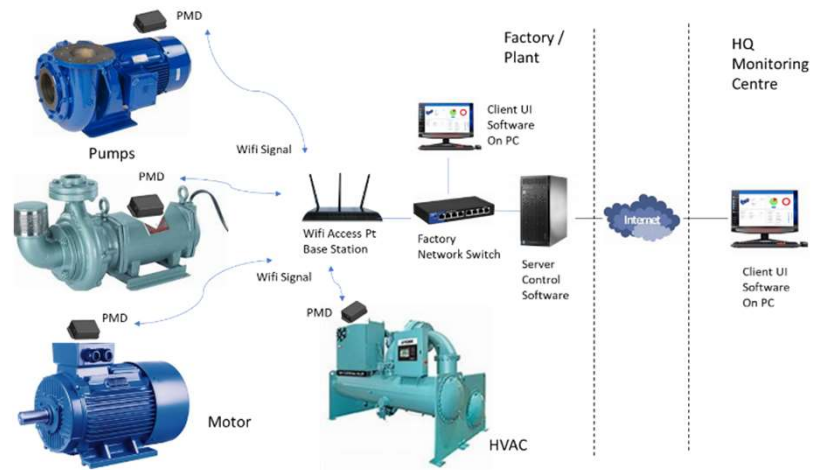 PMD
Factory /
Plant
HQ
Monitoring
Centre
Client UI
Software
On PC
Pumps
Wifi Signal
PMD
Wifi Access Pt
Base Station
Factory
Network Switch
Internet
Server
Control
Software
Client UI
Software
On PC
Wifi Signal
PMD
PMD
Motor
HVAC